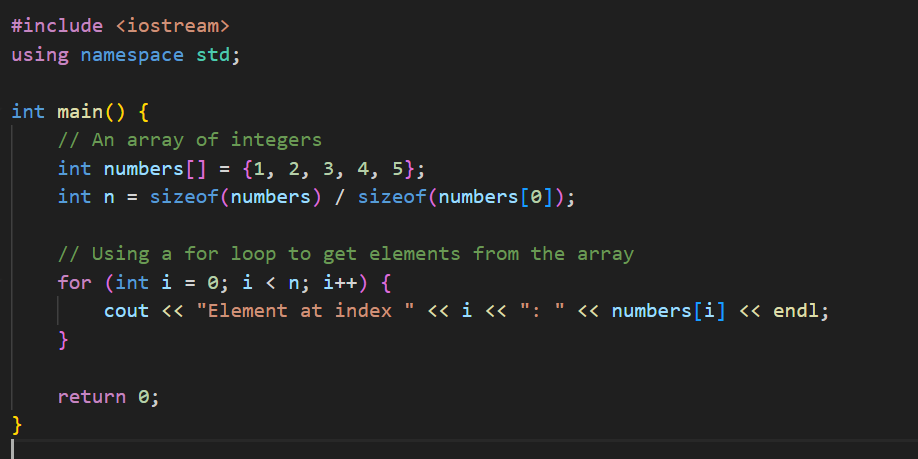 #include <iostream>
using namespace std;

int main() {
    // An array of integers
    int numbers[] = {1, 2, 3, 4, 5};
    int n = sizeof(numbers) / sizeof(numbers[0]);

    // Using a for loop to get elements from the array
    for (int i = 0; i < n; i++) {
        cout << "Element at index " << i << ": " << numbers[i] << endl;
    }

    return 0;
}